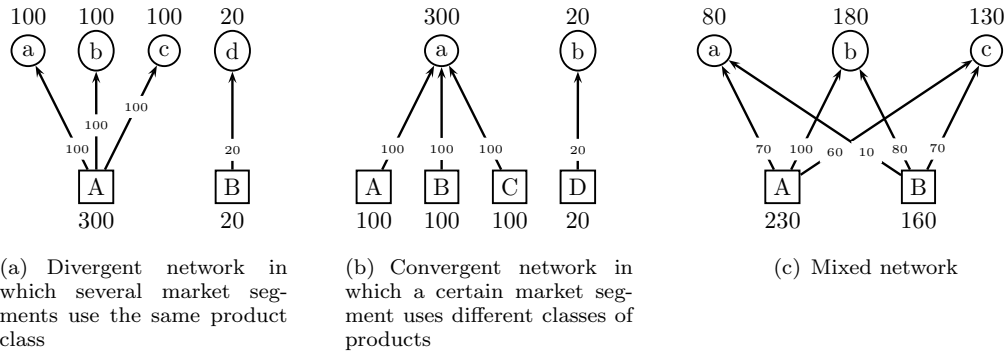 100 100 100 20
a b c d
100
100
100 20
A B
300 20
(a) Divergent network in
which several market seg-
ments use the same product
class
300 20
a b
100 100 100 20
A B C D
100 100 100 20
(b) Convergent network in
which a certain market seg-
ment uses different classes of
products
80 180 130
a b c
70 100 60 10 80 70
A B
230 160
(c) Mixed network